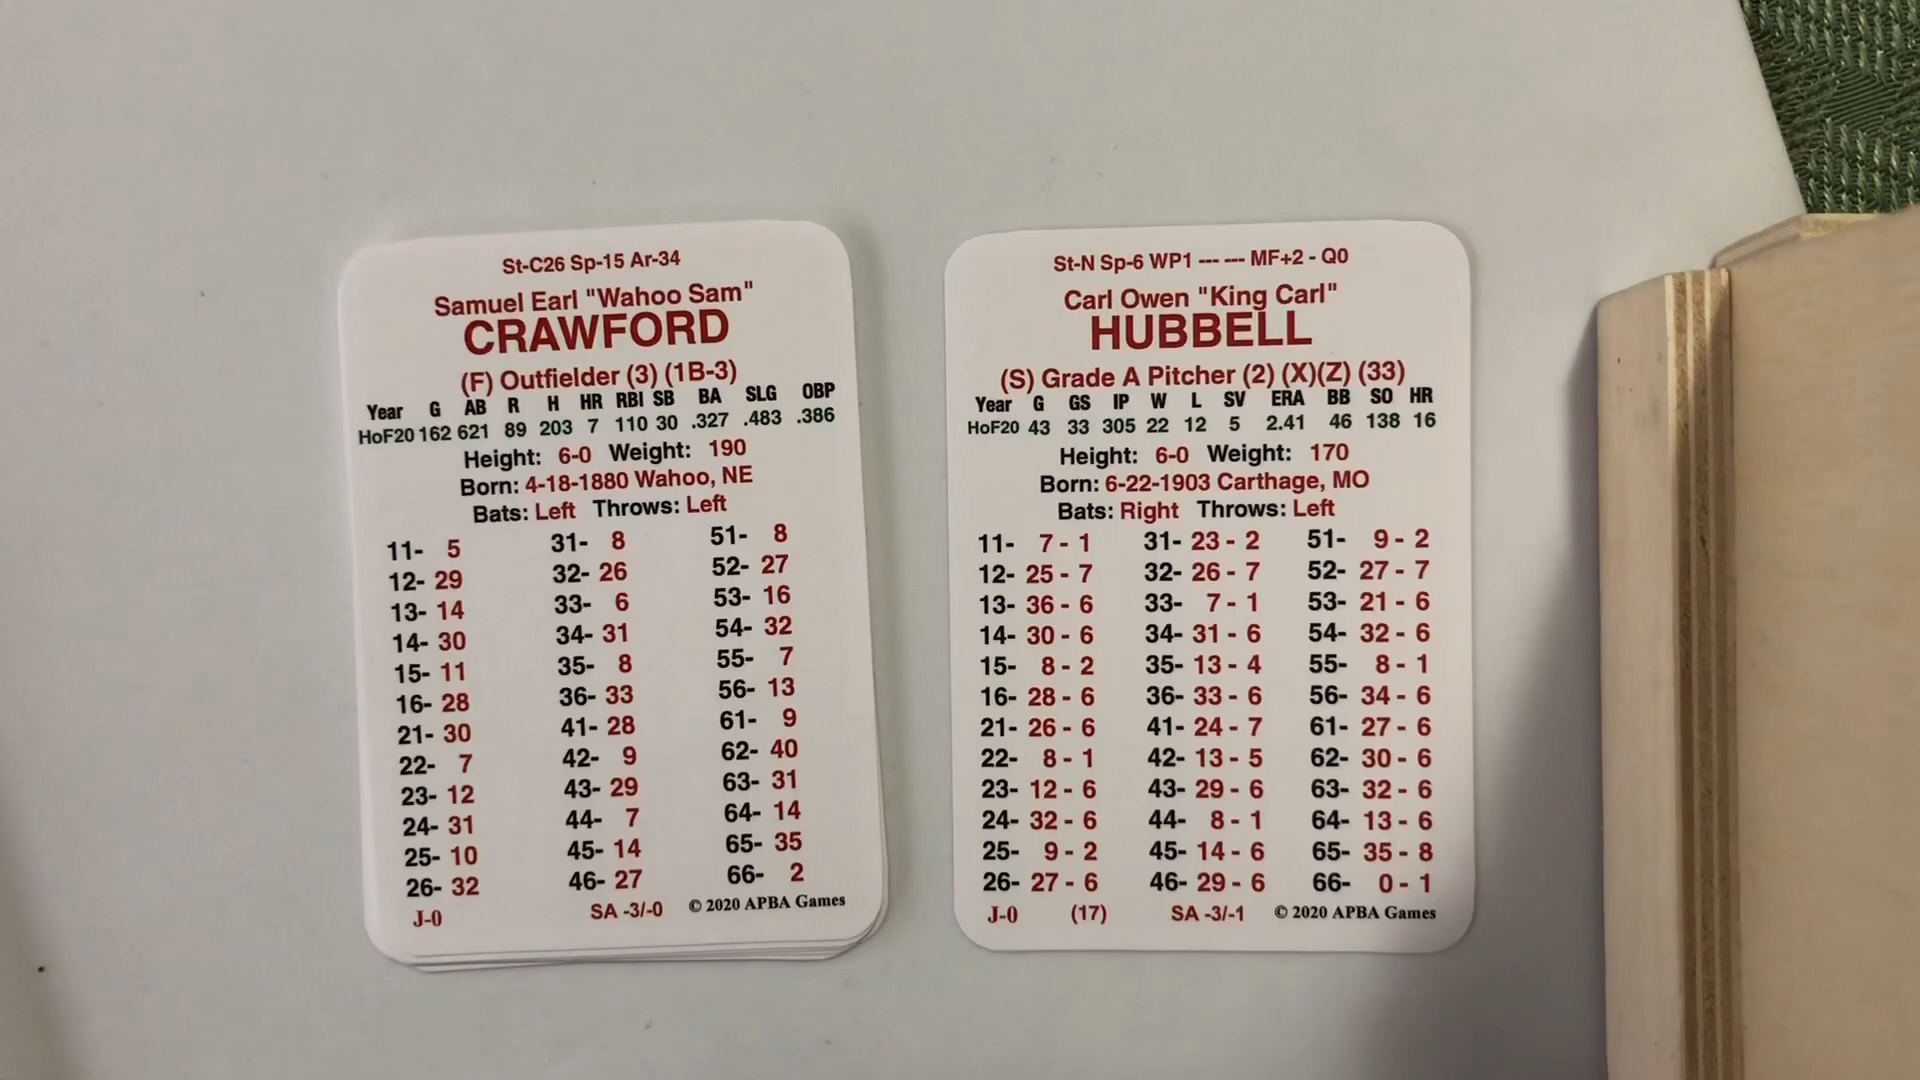 St-C26 Sp-15 Ar-34
Samuel Earl "Wahoo Sam"
CRAWFORD
(F) Outfielder (3) (1B-3)
Year G AB R H HR RBI SB BA SLG OBP
HoF20 162 621 89 203 7 110 30 .327 .483 .386
Height: 6-0 Weight: 190
Born: 4-18-1880 Wahoo, NE
Bats: Left Throws: Left
11- 5 31- 8 51- 8
12- 29 32- 26 52- 27
13- 14 33- 6 53- 16
14- 30 34- 31 54- 32
15- 11 35- 8 55- 7
16- 28 36- 33 56- 13
21- 30 41- 28 61- 9
22- 7 42- 9 62- 40
23- 12 43- 29 63- 31
24- 31 44- 7 64- 14
25- 10 45- 14 65- 35
26- 32 46- 27 66- 2
J-0 SA -3/-0 © 2020 APBA Games
St-N Sp-6 WP1 --- --- MF+2 - Q0
Carl Owen "King Carl"
HUBBELL
(S) Grade A Pitcher (2) (X)(Z) (33)
Year G GS IP W L SV ERA BB SO HR
HoF20 43 33 305 22 12 5 2.41 46 138 16
Height: 6-0 Weight: 170
Born: 6-22-1903 Carthage, MO
Bats: Right Throws: Left
11- 7 - 1 31- 23 - 2 51- 9 - 2
12- 25 - 7 32- 26 - 7 52- 27 - 7
13- 36 - 6 33- 7 - 1 53- 21 - 6
14- 30 - 6 34- 31 - 6 54- 32 - 6
15- 8 - 2 35- 13 - 4 55- 8 - 1
16- 28 - 6 36- 33 - 6 56- 34 - 6
21- 26 - 6 41- 24 - 7 61- 27 - 6
22- 8 - 1 42- 13 - 5 62- 30 - 6
23- 12 - 6 43- 29 - 6 63- 32 - 6
24- 32 - 6 44- 8 - 1 64- 13 - 6
25- 9 - 2 45- 14 - 6 65- 35 - 8
26- 27 - 6 46- 29 - 6 66- 0 - 1
J-0 (17) SA -3/-1 © 2020 APBA Games